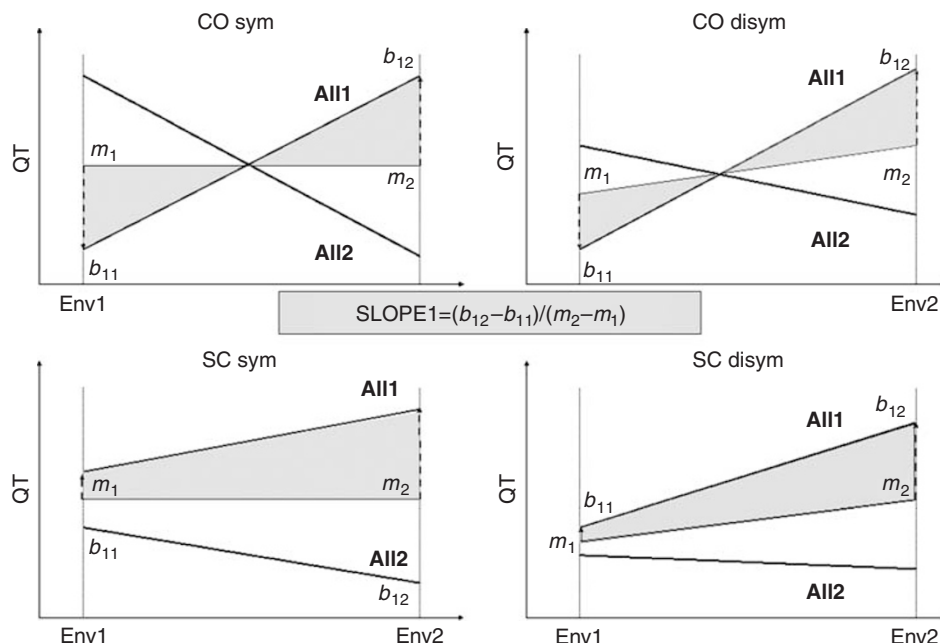 CO sym
QT
b₁₂
All1
m₁
m₂
All2
b₁₁
Env1
CO disym
QT
b₁₂
All1
m₁
m₂
All2
b₁₁
Env2
SLOPE1=(b₁₂–b₁₁)/(m₂–m₁)
SC sym
QT
All1
m₁
m₂
b₁₁
All2
b₁₂
Env1
Env2
SC disym
QT
b₁₂
All1
b₁₁
m₂
m₁
All2
Env1
Env2